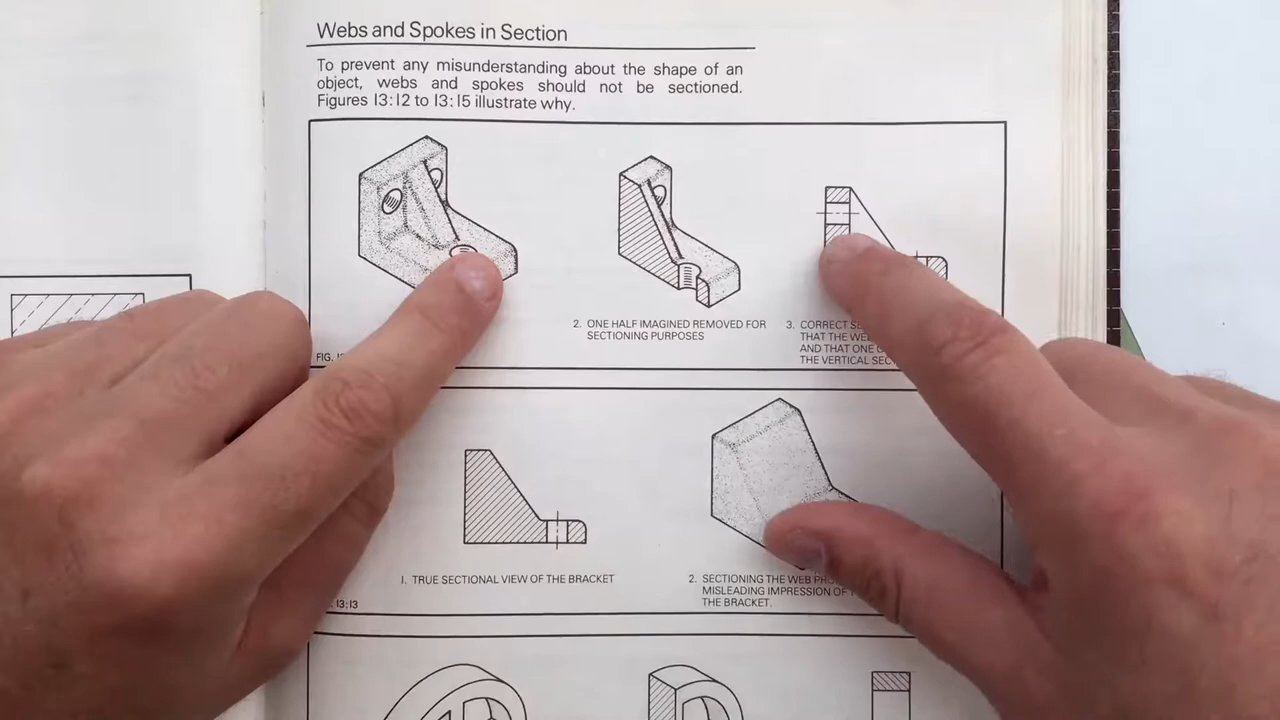 Webs and Spokes in Section
To prevent any misunderstanding about the shape of an
object, webs and spokes should not be sectioned.
Figures 13:12 to 13:15 illustrate why.
2. ONE HALF IMAGINED REMOVED FOR
SECTIONING PURPOSES
3. CORRECT
THAT THE
AND THAT ONE
THE VERTICAL
FIG.
1. TRUE SECTIONAL VIEW OF THE BRACKET
2. SECTIONING THE WEB
MISLEADING IMPRESSION OF
THE BRACKET.
13:13